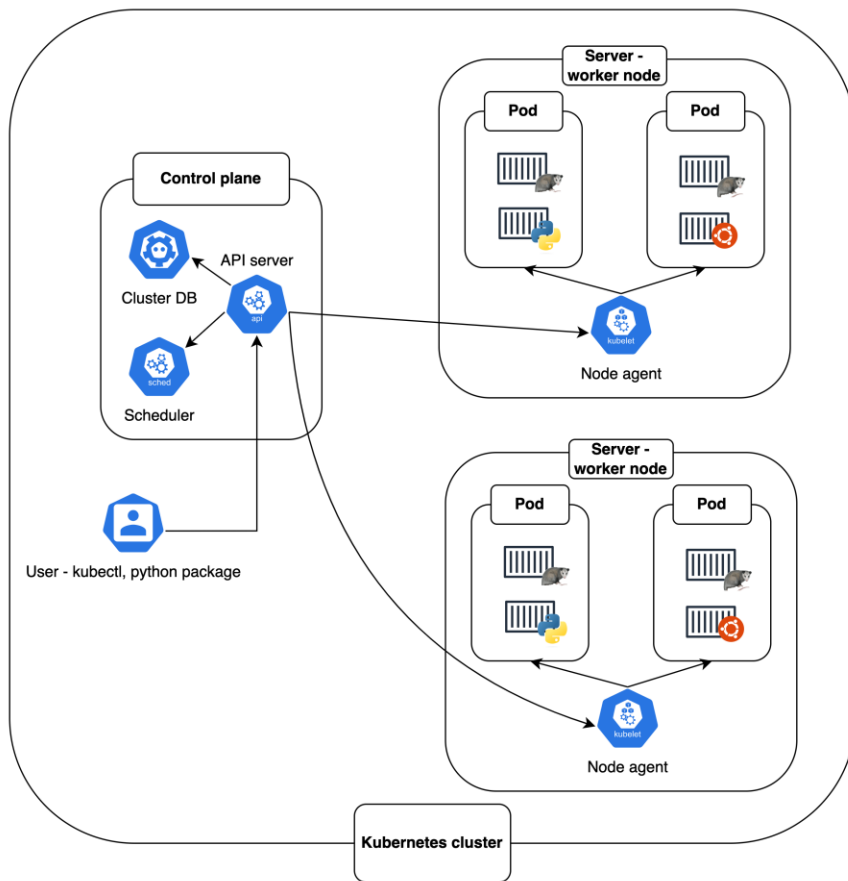 Server -
worker node
Pod
Pod
Control plane
API server
Cluster DB
api
kubelet
sched
Node agent
Scheduler
Server -
worker node
Pod
Pod
User - kubectl, python package
kubelet
Node agent
Kubernetes cluster